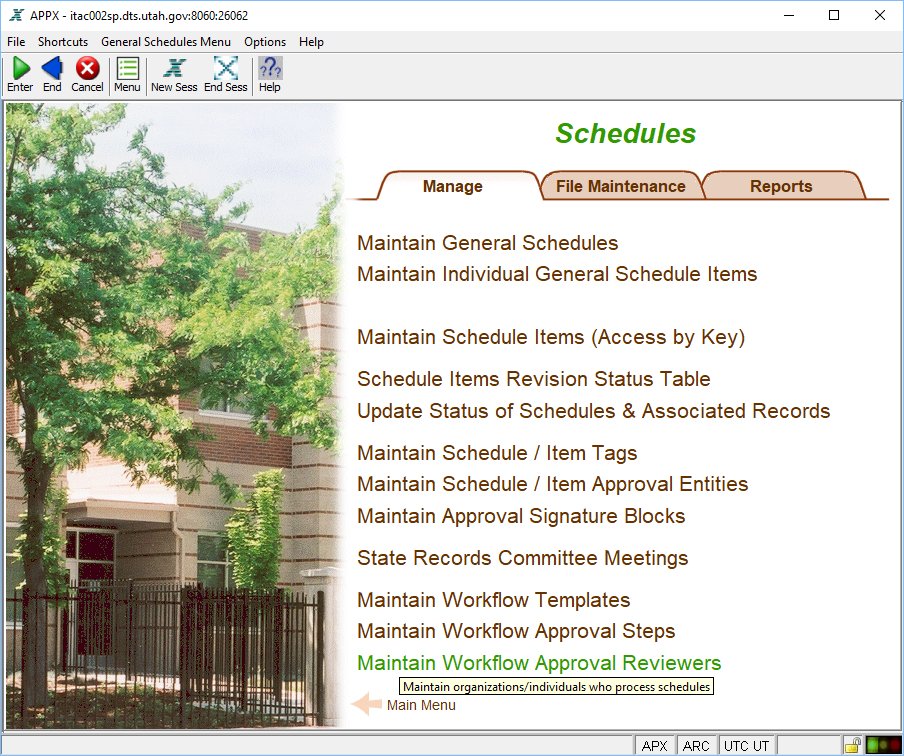 APPX - itac002sp.dts.utah.gov:8060:26062
File Shortcuts General Schedules Menu Options Help
Enter End Cancel Menu New Sess End Sess Help
Schedules
Manage File Maintenance Reports
Maintain General Schedules
Maintain Individual General Schedule Items
Maintain Schedule Items (Access by Key)
Schedule Items Revision Status Table
Update Status of Schedules & Associated Records
Maintain Schedule / Item Tags
Maintain Schedule / Item Approval Entities
Maintain Approval Signature Blocks
State Records Committee Meetings
Maintain Workflow Templates
Maintain Workflow Approval Steps
Maintain Workflow Approval Reviewers
Maintain organizations/individuals who process schedules
Main Menu
APX ARC UTC UT